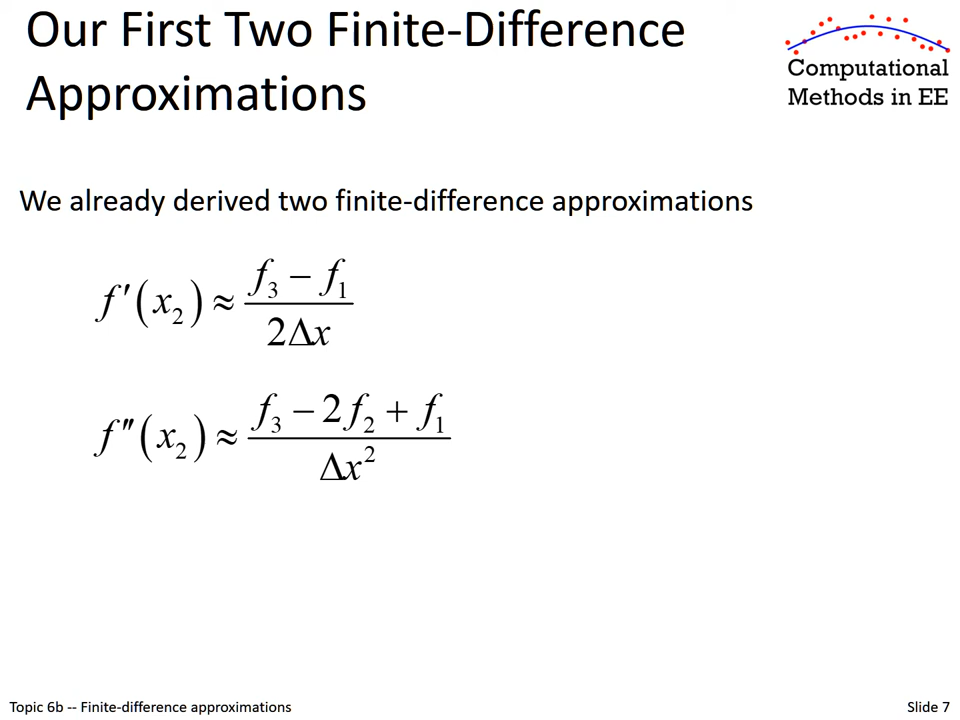 Our First Two Finite-Difference
Approximations
Computational
Methods in EE
We already derived two finite-difference approximations
f′(x₂) ≈ (f₃ − f₁) / 2Δx
f″(x₂) ≈ (f₃ − 2f₂ + f₁) / Δx²
Topic 6b -- Finite-difference approximations
Slide 7